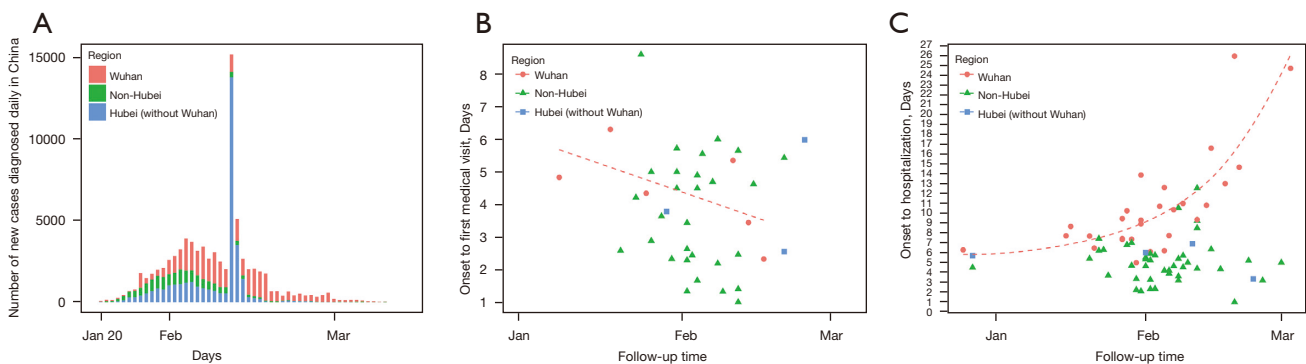 A
Number of new cases diagnosed daily in China
15000
10000
5000
0
Region
Wuhan
Non-Hubei
Hubei (without Wuhan)
Jan 20
Feb
Mar
Days
B
Onset to first medical visit, Days
8
7
6
5
4
3
2
1
Region
Wuhan
Non-Hubei
Hubei (without Wuhan)
Jan
Feb
Mar
Follow-up time
C
Onset to hospitalization, Days
27
26
25
24
23
22
21
20
19
18
17
16
15
14
13
12
11
10
9
8
7
6
5
4
3
2
1
0
Region
Wuhan
Non-Hubei
Hubei (without Wuhan)
Jan
Feb
Mar
Follow-up time